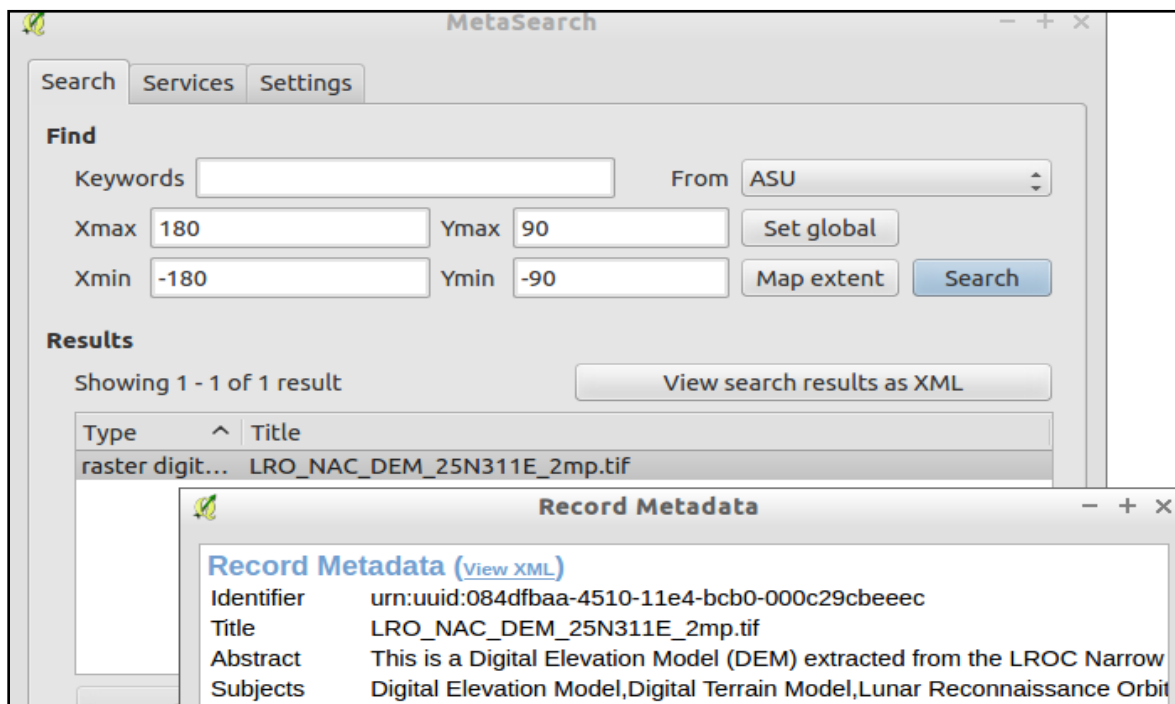 MetaSearch
Search Services Settings
Find
Keywords From ASU
Xmax 180 Ymax 90 Set global
Xmin -180 Ymin -90 Map extent Search
Results
Showing 1 - 1 of 1 result View search results as XML
Type Title
raster digit... LRO_NAC_DEM_25N311E_2mp.tif
Record Metadata
Record Metadata (View XML)
Identifier urn:uuid:084dfbaa-4510-11e4-bcb0-000c29cbeeec
Title LRO_NAC_DEM_25N311E_2mp.tif
Abstract This is a Digital Elevation Model (DEM) extracted from the LROC Narrow
Subjects Digital Elevation Model,Digital Terrain Model,Lunar Reconnaissance Orbit